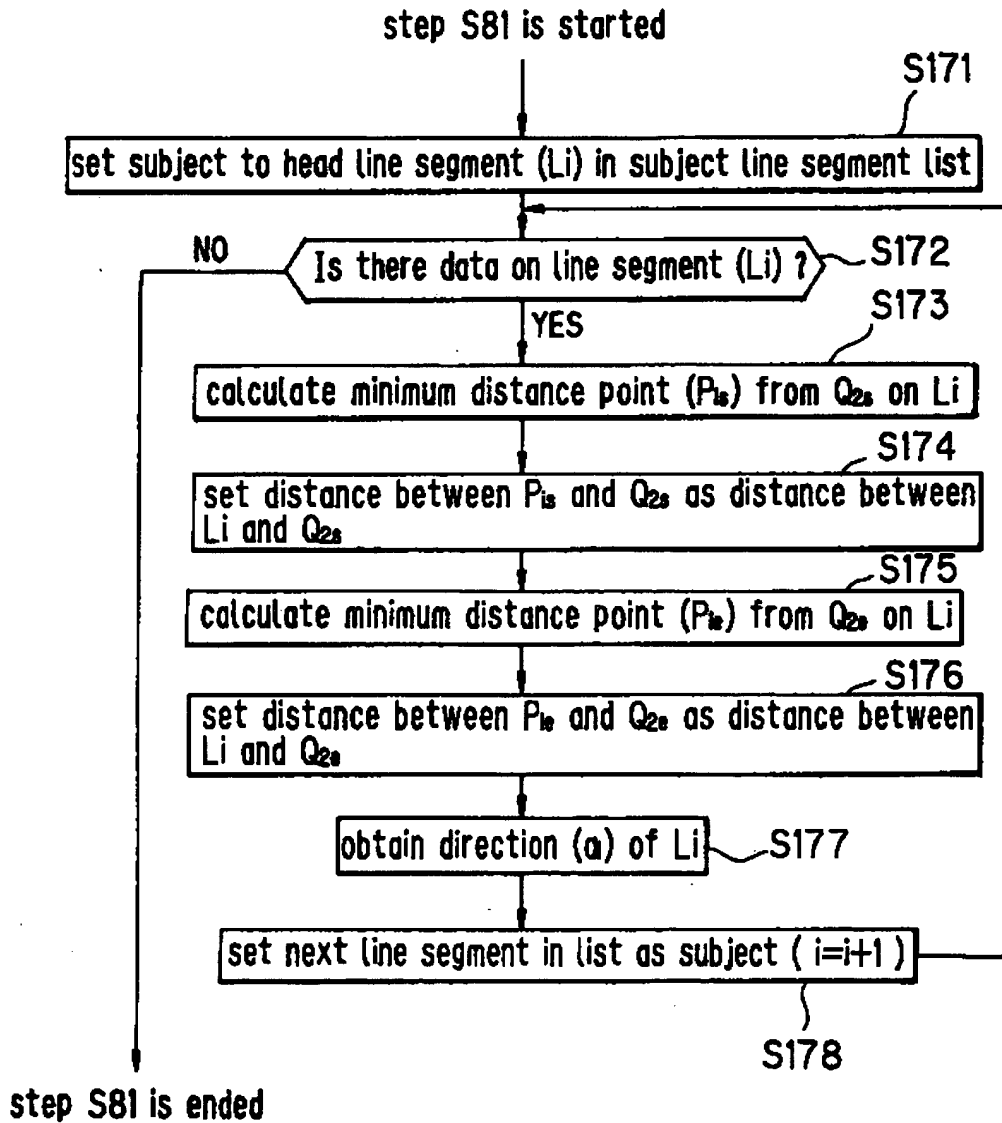 step S81 is started
S171
set subject to head line segment (Li) in subject line segment list
NO
Is there data on line segment (Li) ?
S172
YES
S173
calculate minimum distance point (Pis) from Q2s on Li
S174
set distance between Pis and Q2s as distance between
Li and Q2s
S175
calculate minimum distance point (Pie) from Q2e on Li
S176
set distance between Pie and Q2e as distance between
Li and Q2e
obtain direction (ai) of Li
S177
set next line segment in list as subject ( i=i+1 )
S178
step S81 is ended